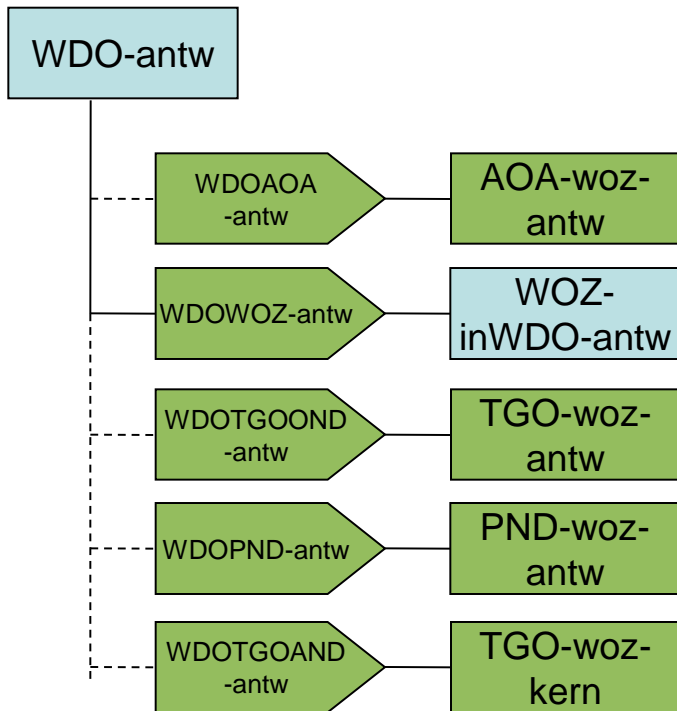 WDO-antw
WDOAOA
-antw
AOA-woz-
antw
WDOWOZ-antw
WOZ-
inWDO-antw
WDOTGOOND
-antw
TGO-woz-
antw
WDOPND-antw
PND-woz-
antw
WDOTGOAND
-antw
TGO-woz-
kern